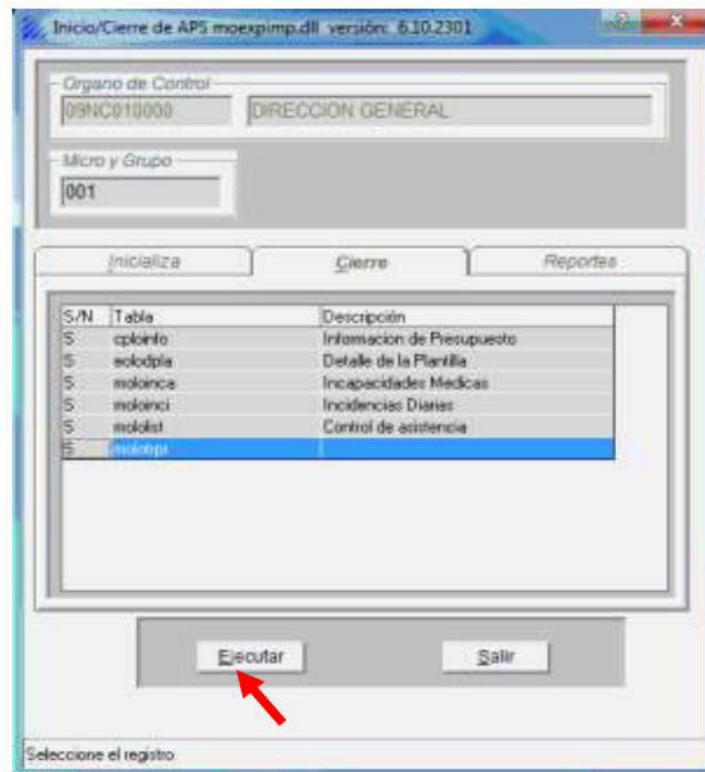 Inicio/Cierre de APS moexpimp.dll versión: 6.10.2301
Organo de Control
09NC010000 DIRECCION GENERAL
Micro y Grupo
001
Inicializa Cierre Reportes
S/N Tabla Descripción
S cploinfo Informacion de Presupuesto
S eolodpla Detalle de la Plantilla
S moloinca Incapacidades Medicas
S moloinci Incidencias Diarias
S mololist Control de asistencia
S
Ejecutar Salir
Seleccione el registro